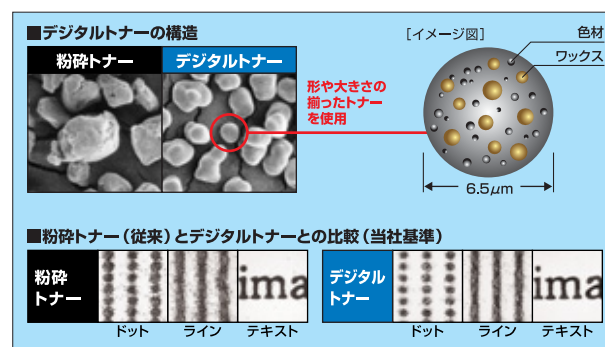 ■デジタルトナーの構造
粉砕トナー
デジタルトナー
形や大きさの
揃ったトナー
を使用
[イメージ図]
色材
ワックス
6.5μm
■粉砕トナー(従来)とデジタルトナーとの比較(当社基準)
粉砕
トナー
ima
ドット
ライン
テキスト
デジタル
トナー
ima
ドット
ライン
テキスト